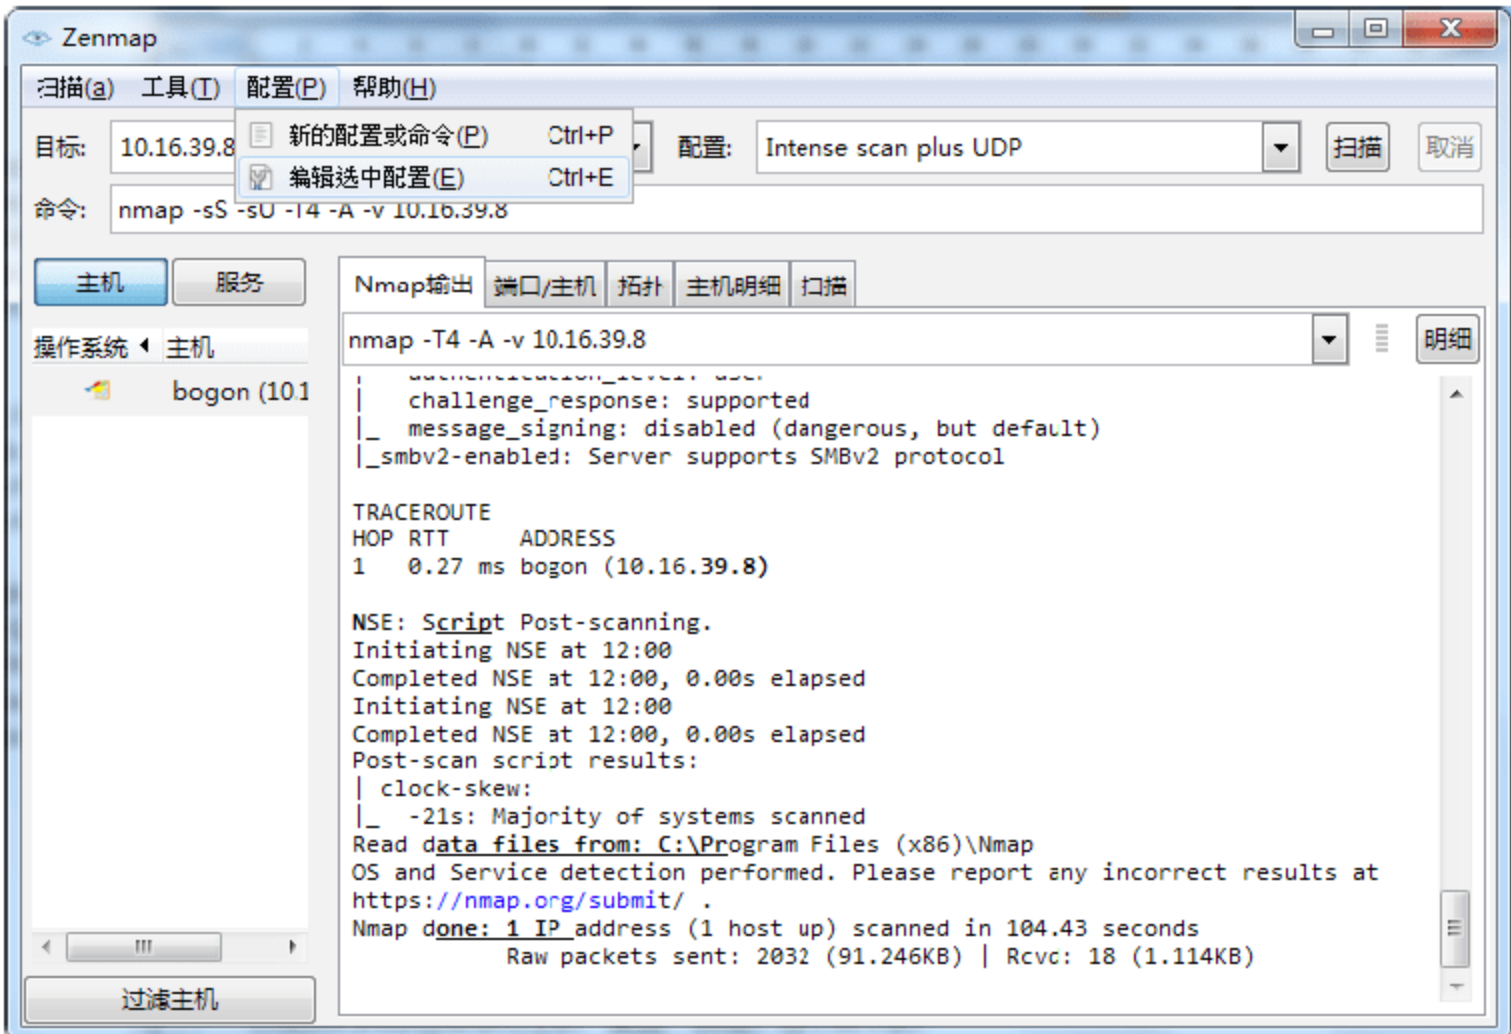 Zenmap
扫描(a) 工具(T) 配置(P) 帮助(H)
新的配置或命令(P) Ctrl+P
编辑选中配置(E) Ctrl+E
目标: 10.16.39.8 配置: Intense scan plus UDP 扫描 取消
命令: nmap -sS -sU -T4 -A -v 10.16.39.8
主机 服务 Nmap输出 端口/主机 拓扑 主机明细 扫描
操作系统 主机 nmap -T4 -A -v 10.16.39.8 明细
bogon (10.1
| authentication_level: user
| challenge_response: supported
|_ message_signing: disabled (dangerous, but default)
|_smbv2-enabled: Server supports SMBv2 protocol
TRACEROUTE
HOP RTT ADDRESS
1 0.27 ms bogon (10.16.39.8)
NSE: Script Post-scanning.
Initiating NSE at 12:00
Completed NSE at 12:00, 0.00s elapsed
Initiating NSE at 12:00
Completed NSE at 12:00, 0.00s elapsed
Post-scan script results:
| clock-skew:
|_ -21s: Majority of systems scanned
Read data files from: C:\Program Files (x86)\Nmap
OS and Service detection performed. Please report any incorrect results at
https://nmap.org/submit/ .
Nmap done: 1 IP address (1 host up) scanned in 104.43 seconds
Raw packets sent: 2032 (91.246KB) | Rcvd: 18 (1.114KB)
过滤主机